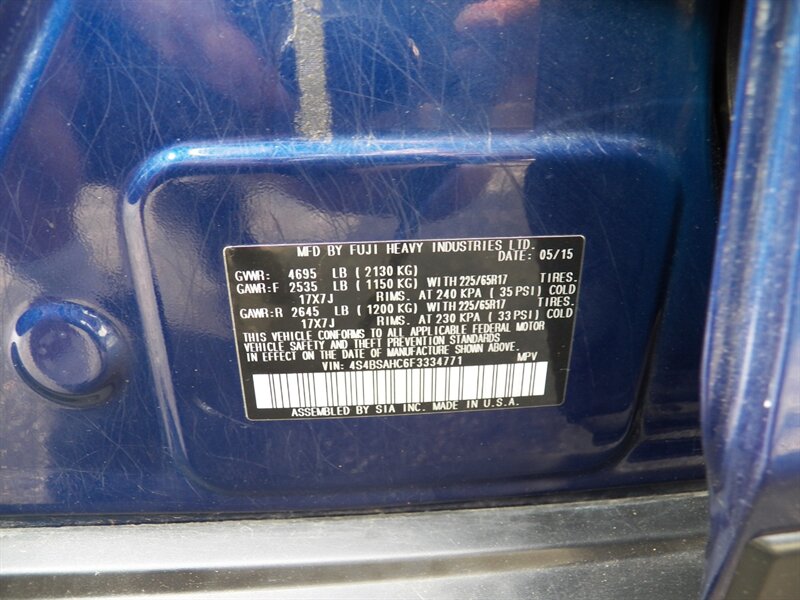 MFD BY FUJI HEAVY INDUSTRIES LTD.
DATE: 05/15
GVWR: 4695 LB ( 2130 KG)
GAWR:F 2535 LB ( 1150 KG) WITH 225/65R17 TIRES.
17X7J RIMS. AT 240 KPA ( 35 PSI) COLD
GAWR:R 2645 LB ( 1200 KG) WITH 225/65R17 TIRES.
17X7J RIMS. AT 230 KPA ( 33 PSI) COLD
THIS VEHICLE CONFORMS TO ALL APPLICABLE FEDERAL MOTOR
VEHICLE SAFETY AND THEFT PREVENTION STANDARDS
IN EFFECT ON THE DATE OF MANUFACTURE SHOWN ABOVE.
VIN: 4S4BSAHC6F3334771 MPV
ASSEMBLED BY SIA INC. MADE IN U.S.A.